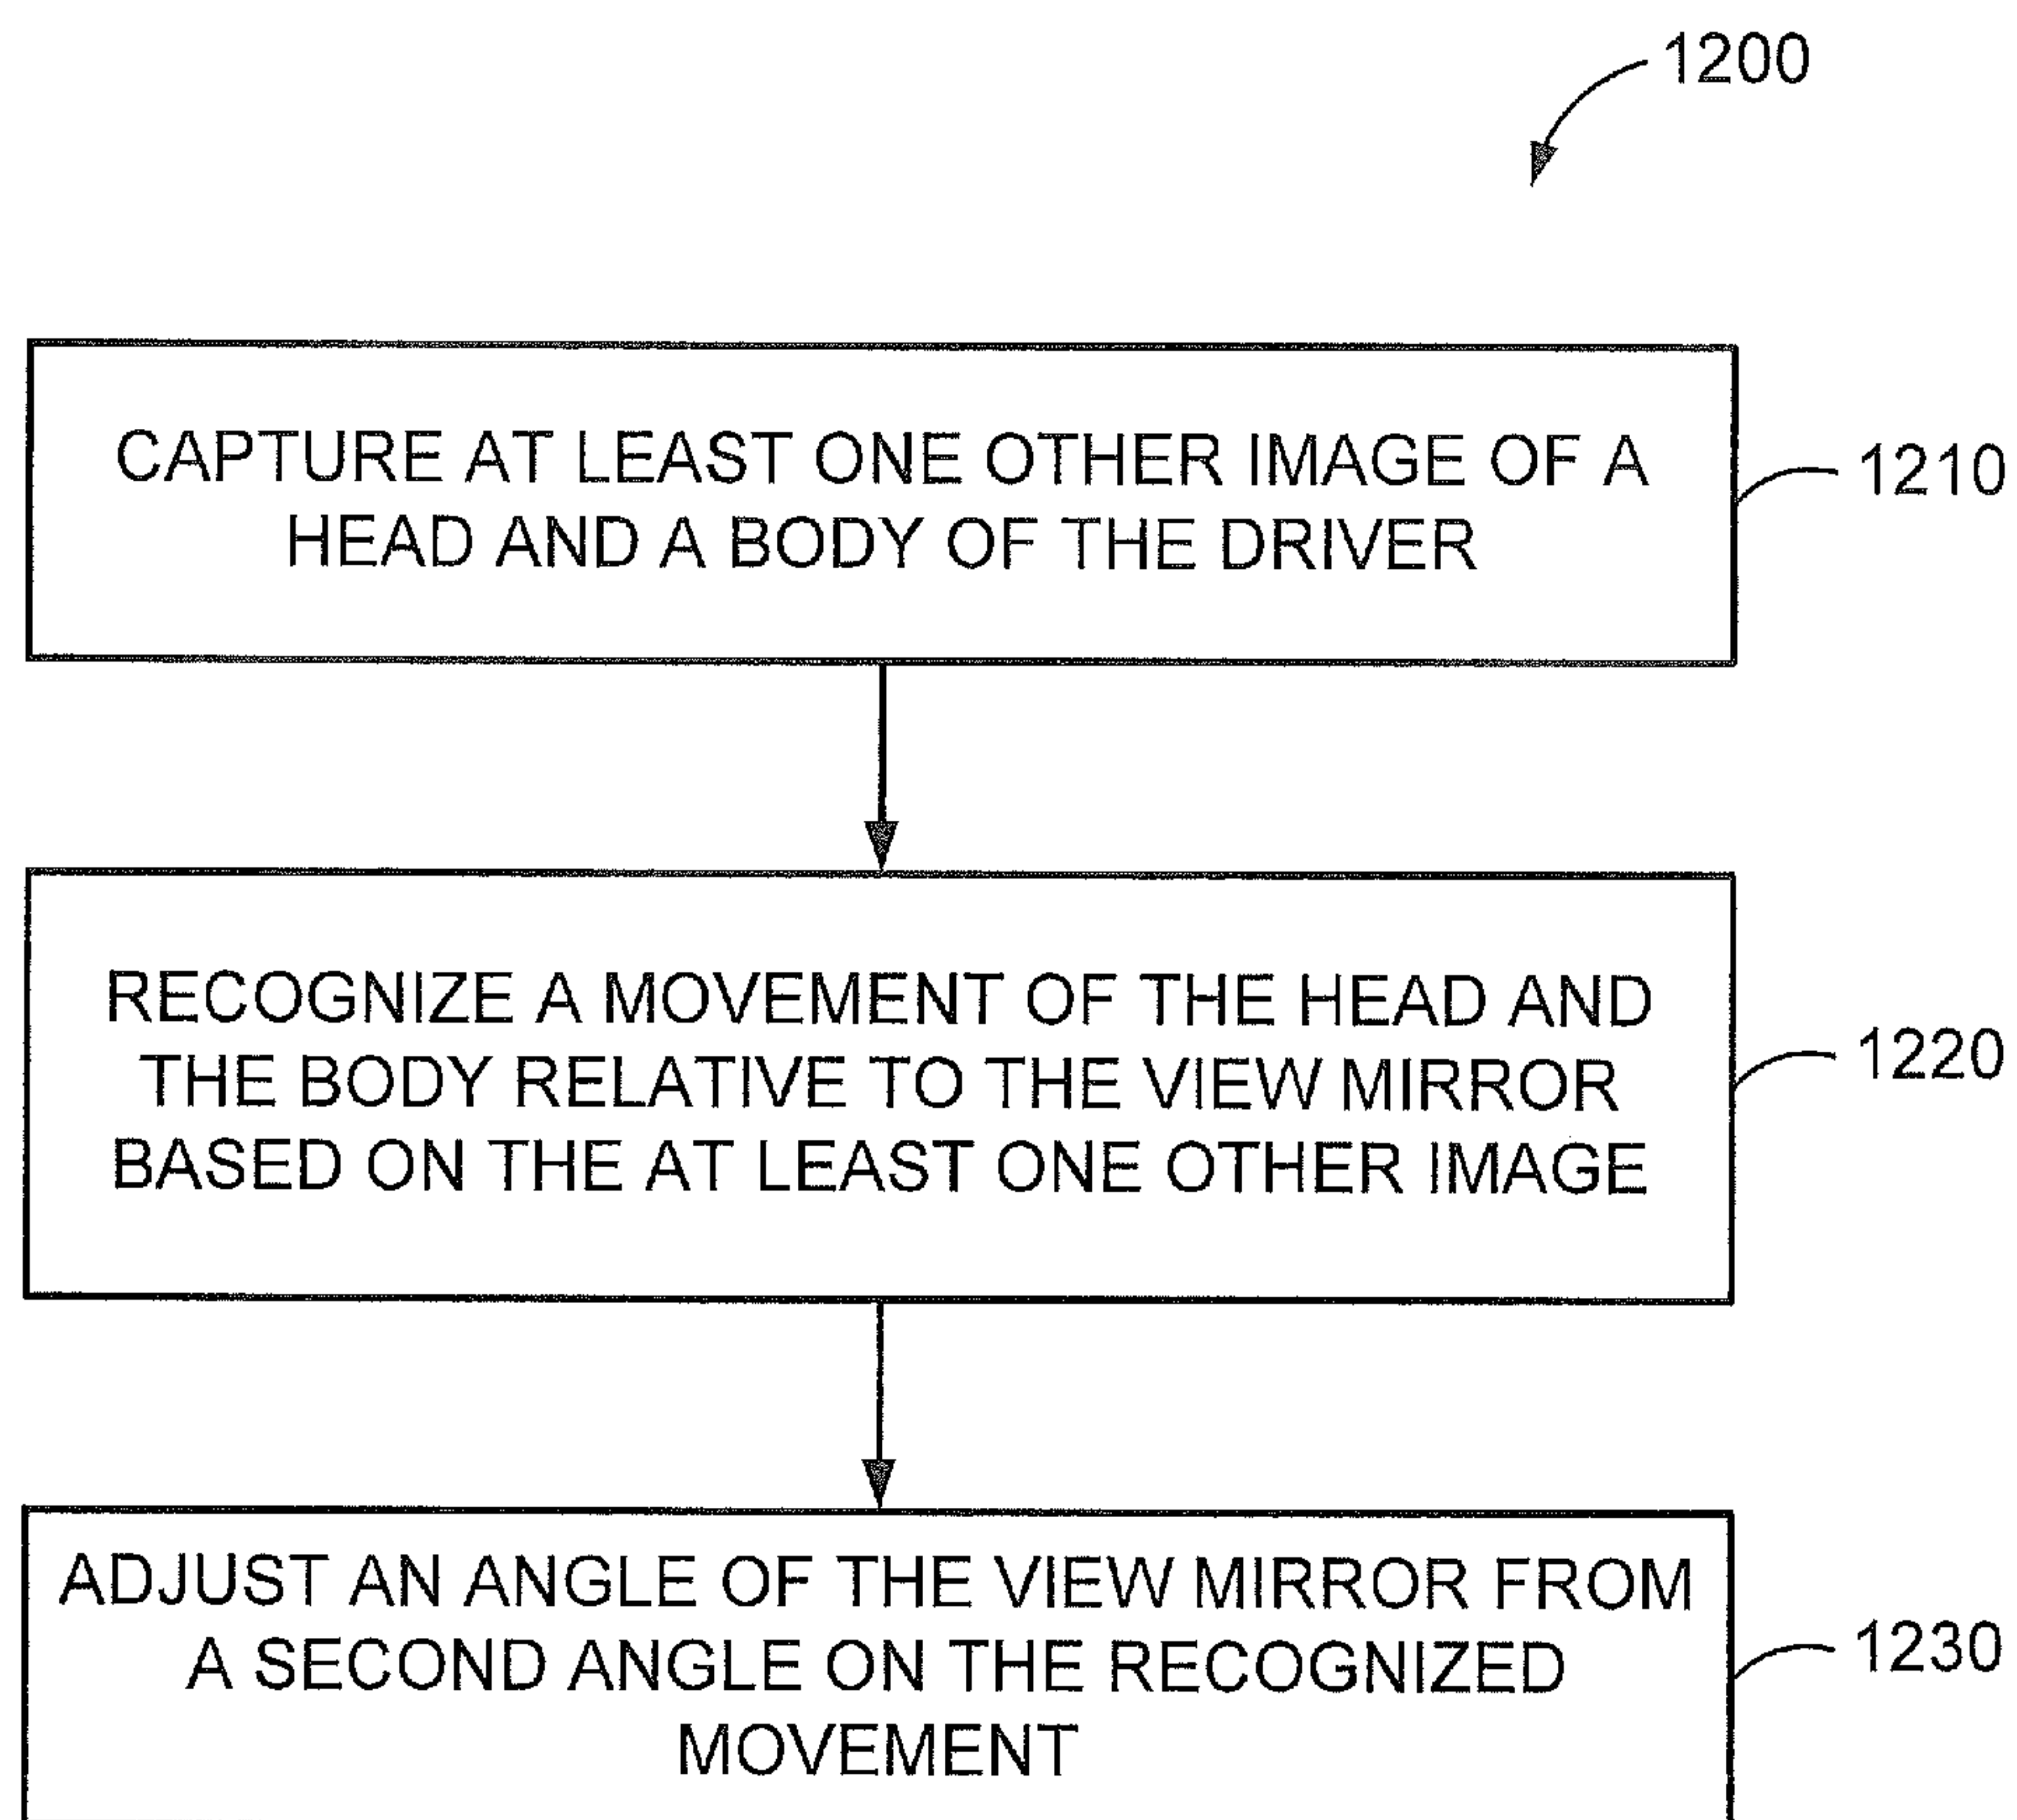 1200
CAPTURE AT LEAST ONE OTHER IMAGE OF A
HEAD AND A BODY OF THE DRIVER
1210
RECOGNIZE A MOVEMENT OF THE HEAD AND
THE BODY RELATIVE TO THE VIEW MIRROR
BASED ON THE AT LEAST ONE OTHER IMAGE
1220
ADJUST AN ANGLE OF THE VIEW MIRROR FROM
A SECOND ANGLE ON THE RECOGNIZED
MOVEMENT
1230